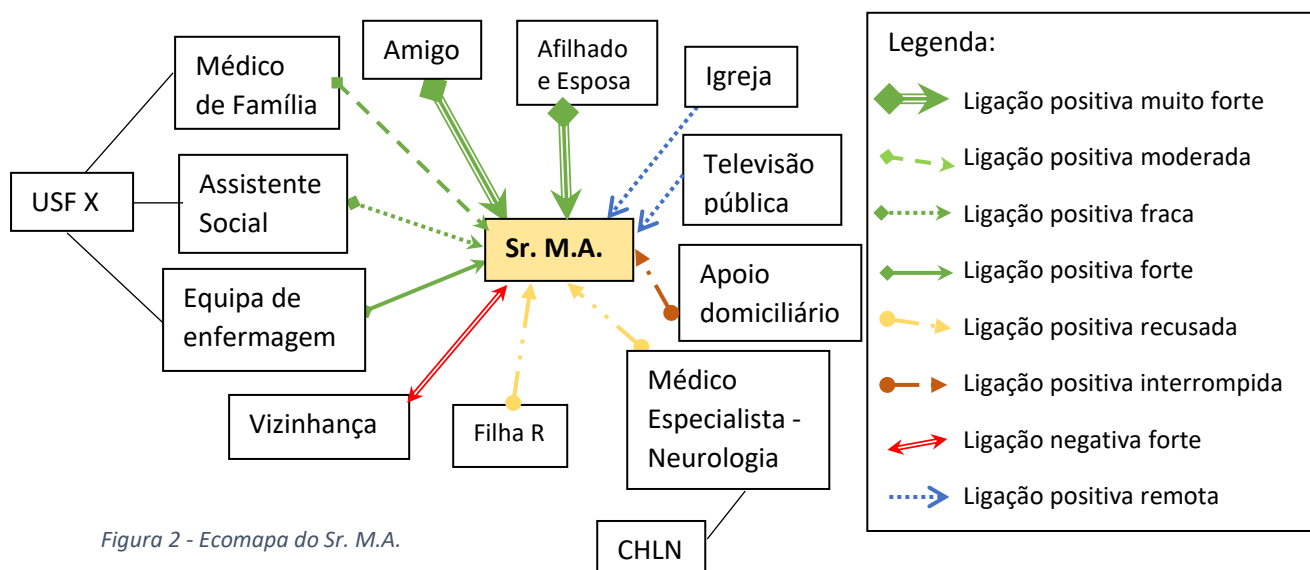 Médico
de Família
Amigo
Afilhado
e Esposa
Igreja
Televisão
pública
USF X
Assistente
Social
Sr. M.A.
Equipa de
enfermagem
Apoio
domiciliário
Vizinhança
Filha R
Médico
Especialista -
Neurologia
CHLN
Figura 2 - Ecomapa do Sr. M.A.
Legenda:
Ligação positiva muito forte
Ligação positiva moderada
Ligação positiva fraca
Ligação positiva forte
Ligação positiva recusada
Ligação positiva interrompida
Ligação negativa forte
Ligação positiva remota